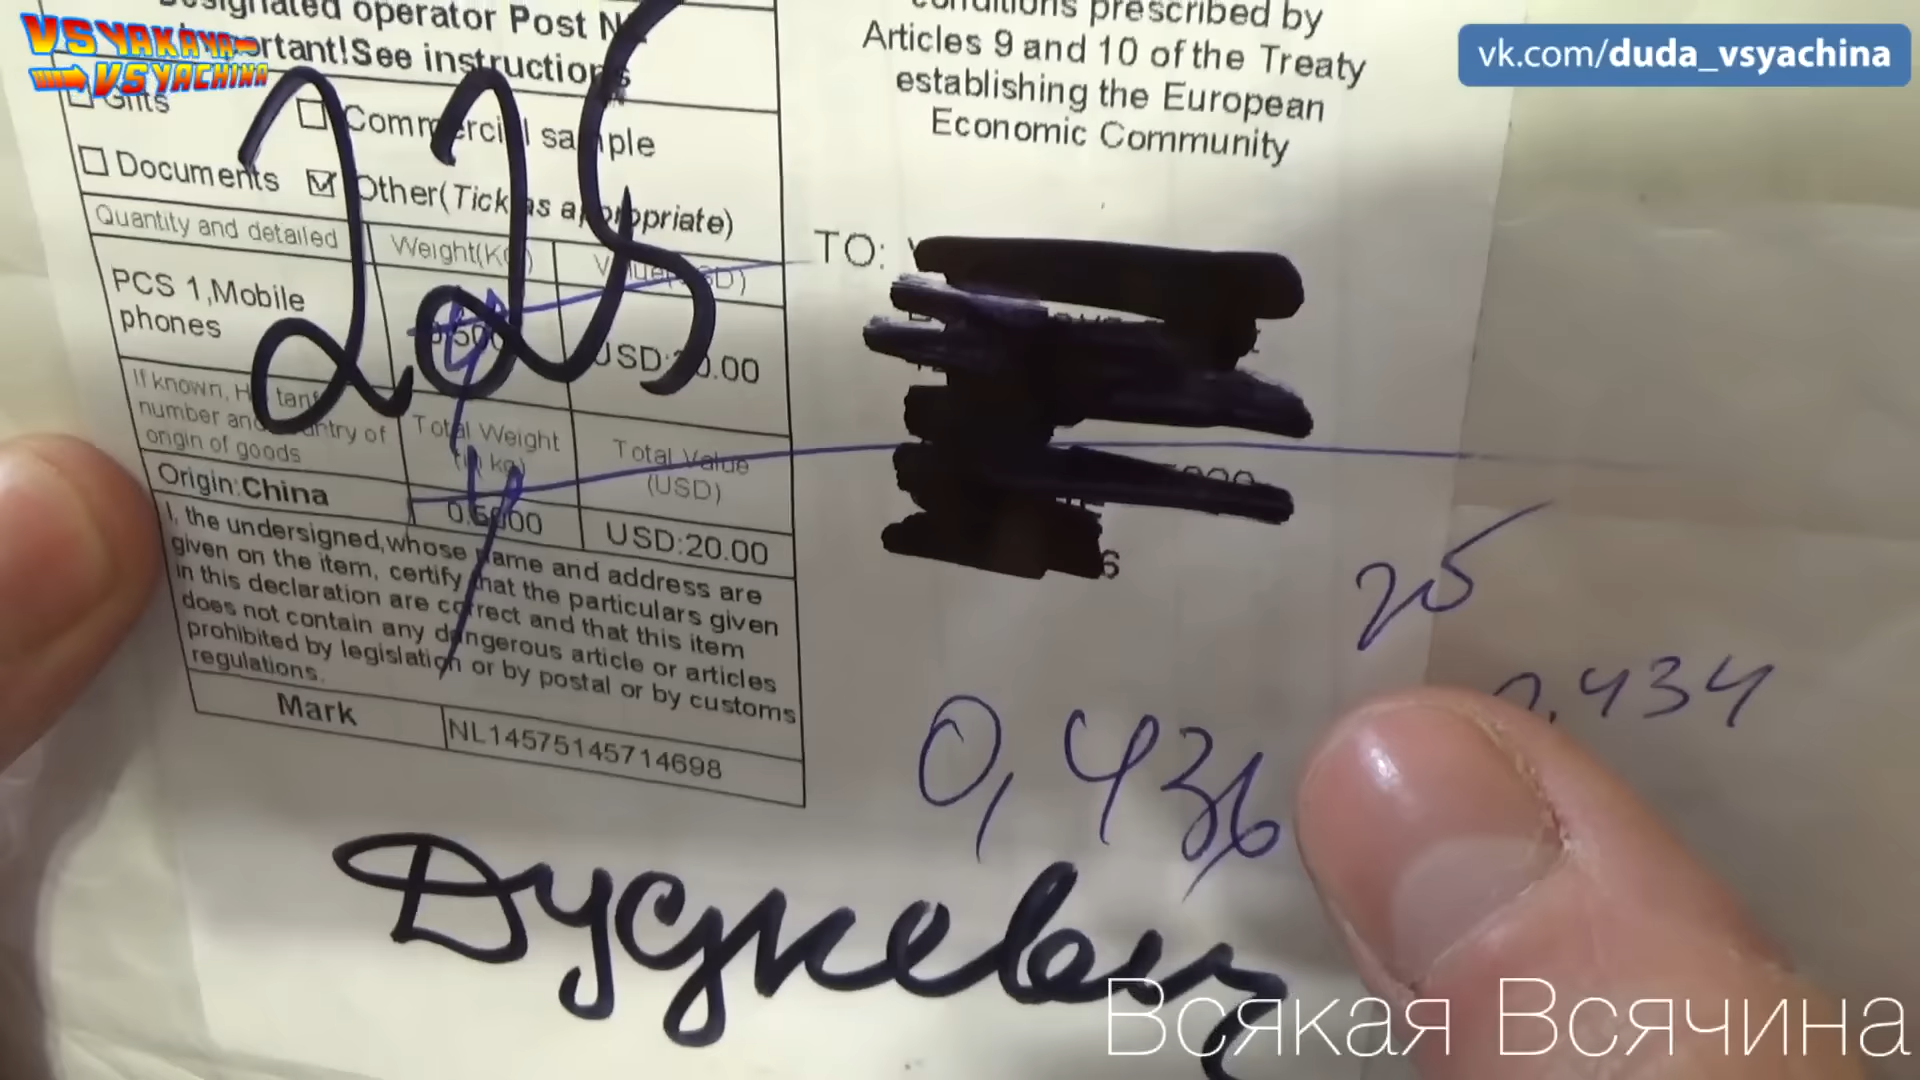 VSYAKAYA
VSYACHINA
vk.com/duda_vsyachina
Designated operator Post NL
Important!See instructions
Gifts
Commercial sample
Documents
Other(Tick as appropriate)
Quantity and detailed
Weight(KG)
Value(USD)
PCS 1,Mobile
phones
USD:20.00
If known, HS tariff
number and country of
origin of goods
Total Weight
(in kg)
Total Value
(USD)
Origin:China
USD:20.00
I, the undersigned,whose name and address are
given on the item, certify that the particulars given
in this declaration are correct and that this item
does not contain any dangerous article or articles
prohibited by legislation or by postal or by customs
regulations.
Mark
NL14575145714698
conditions prescribed by
Articles 9 and 10 of the Treaty
establishing the European
Economic Community
TO:
6
225
25
0,436
434
Всякая Всячина